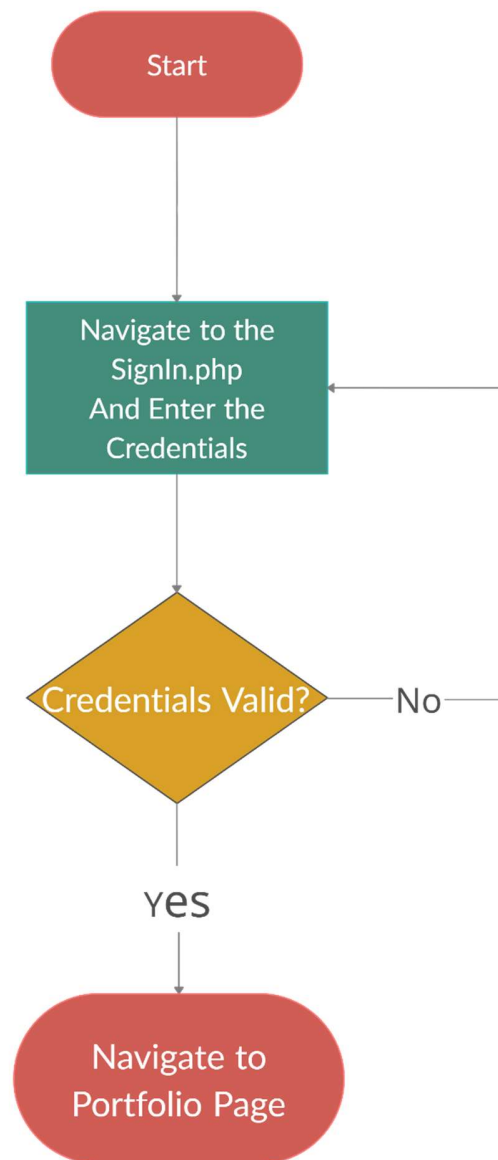 Start
Navigate to the
SignIn.php
And Enter the
Credentials
Credentials Valid?
No
Yes
Navigate to
Portfolio Page